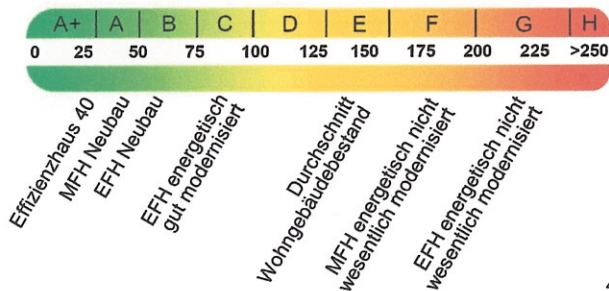 A+ A B C D E F G H
0 25 50 75 100 125 150 175 200 225 >250
Effizienzhaus 40
MFH Neubau
EFH Neubau
EFH energetisch
gut modernisiert
Durchschnitt
Wohngebäudebestand
MFH energetisch nicht
wesentlich modernisiert
EFH energetisch nicht
wesentlich modernisiert